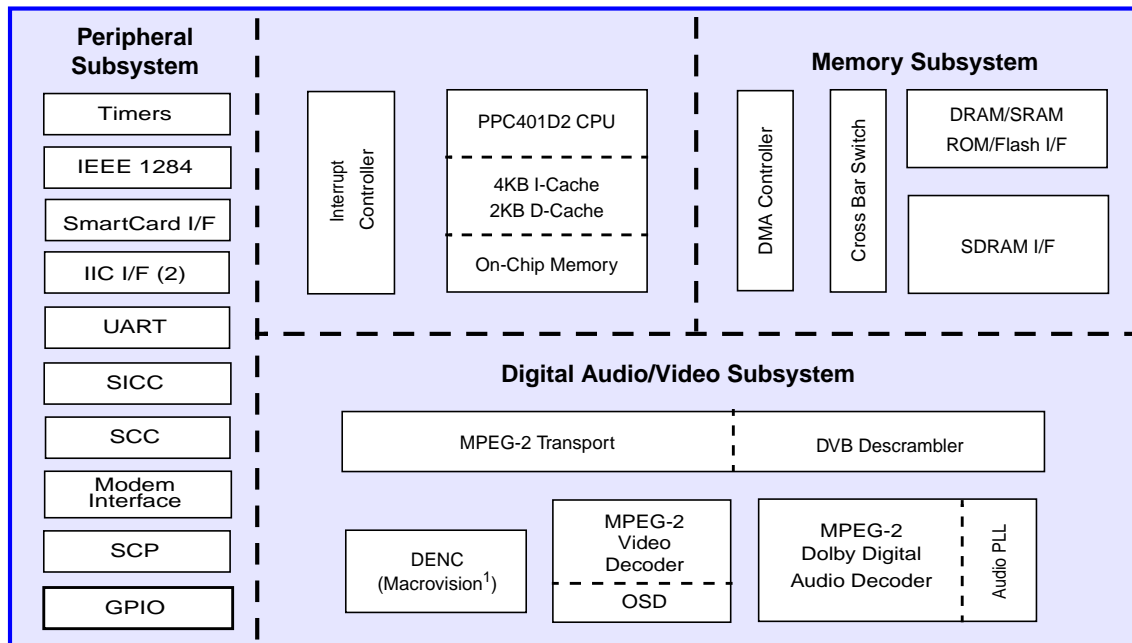 Peripheral
Subsystem
Timers
IEEE 1284
SmartCard I/F
IIC I/F (2)
UART
SICC
SCC
Modem
Interface
SCP
GPIO
Interrupt
Controller
PPC401D2 CPU
4KB I-Cache
2KB D-Cache
On-Chip Memory
Memory Subsystem
DMA Controller
Cross Bar Switch
DRAM/SRAM
ROM/Flash I/F
SDRAM I/F
Digital Audio/Video Subsystem
MPEG-2 Transport
DVB Descrambler
DENC
(Macrovision¹)
MPEG-2
Video
Decoder
OSD
MPEG-2
Dolby Digital
Audio Decoder
Audio PLL